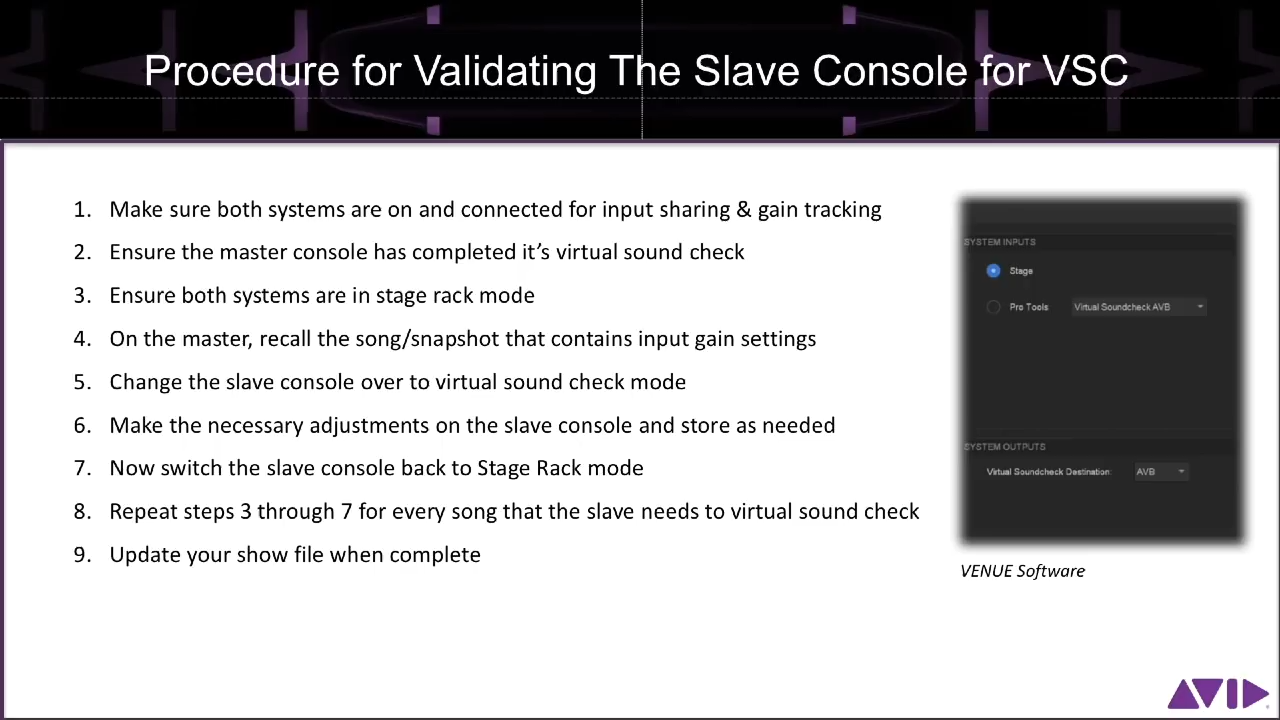 Procedure for Validating The Slave Console for VSC
1. Make sure both systems are on and connected for input sharing & gain tracking
2. Ensure the master console has completed it’s virtual sound check
3. Ensure both systems are in stage rack mode
4. On the master, recall the song/snapshot that contains input gain settings
5. Change the slave console over to virtual sound check mode
6. Make the necessary adjustments on the slave console and store as needed
7. Now switch the slave console back to Stage Rack mode
8. Repeat steps 3 through 7 for every song that the slave needs to virtual sound check
9. Update your show file when complete
SYSTEM INPUTS
Stage
Pro Tools Virtual Soundcheck AVB
SYSTEM OUTPUTS
Virtual Soundcheck Destination: AVB
VENUE Software
AVID